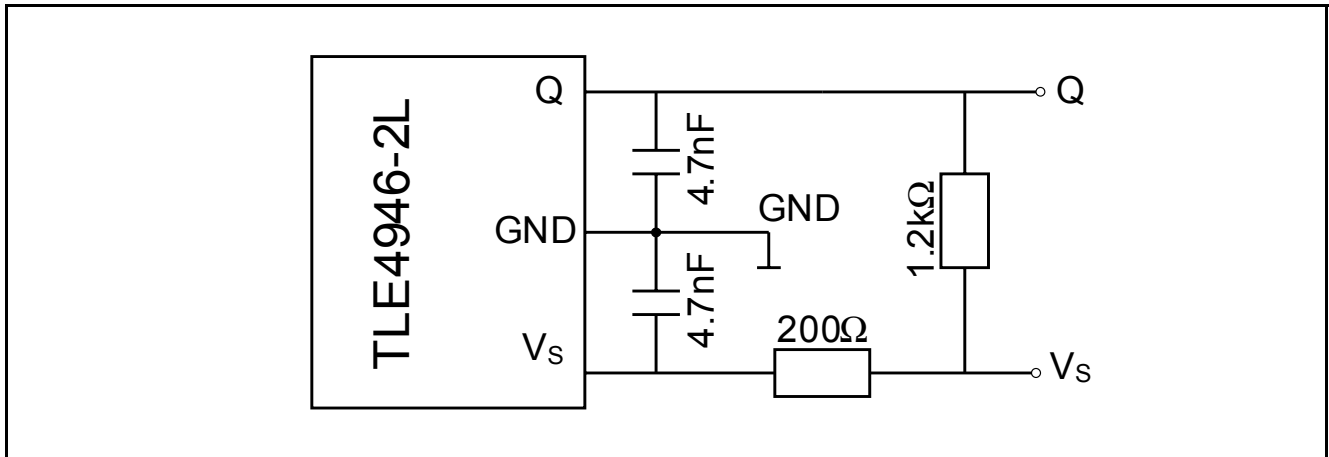 TLE4946-2L
Q
GND
VS
4.7nF
4.7nF
GND
200Ω
1.2kΩ
Q
VS